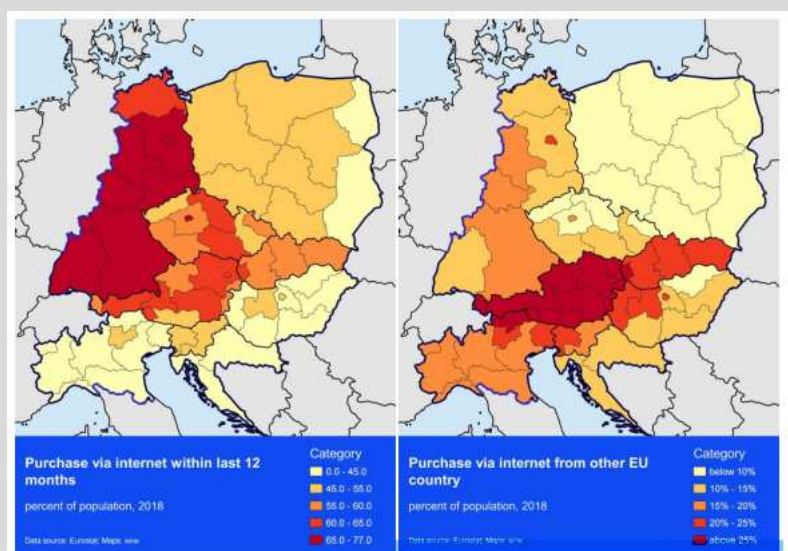 Purchase via internet within last 12
months
percent of population, 2018
Data source: Eurostat; Maps: wiiw
Category
0.0 - 45.0
45.0 - 55.0
55.0 - 60.0
60.0 - 65.0
65.0 - 77.0
Purchase via internet from other EU
country
percent of population, 2018
Data source: Eurostat; Maps: wiiw
Category
below 10%
10% - 15%
15% - 20%
20% - 25%
above 25%